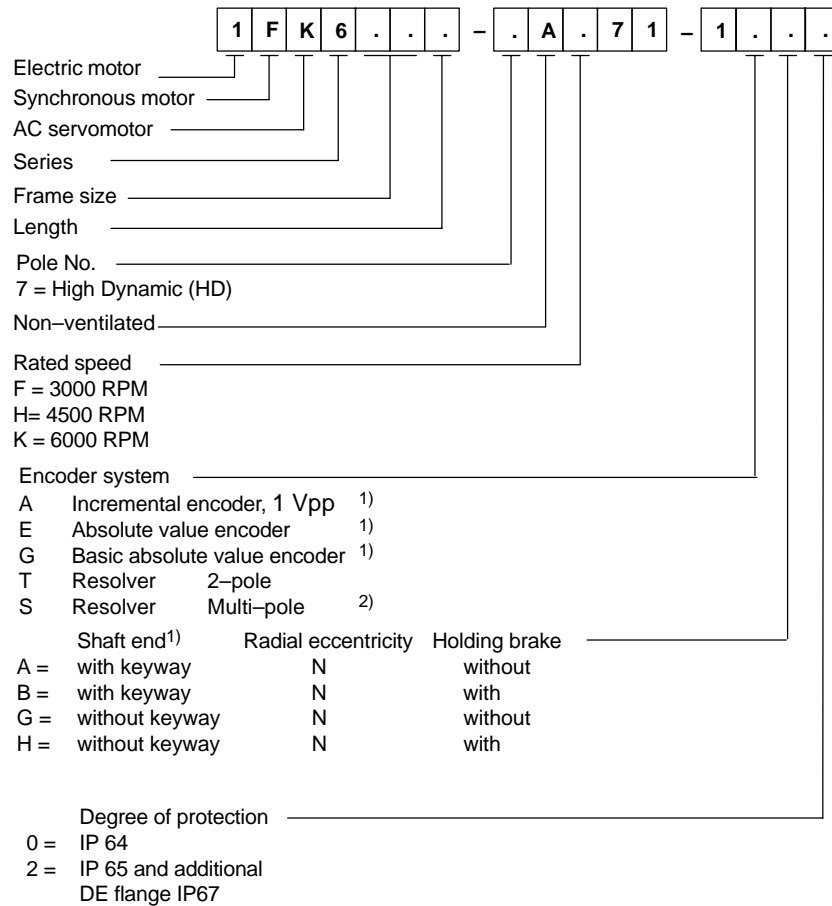 1 F K 6 . . . – . A . 7 1 – 1 . . .
Electric motor
Synchronous motor
AC servomotor
Series
Frame size
Length
Pole No.
7 = High Dynamic (HD)
Non–ventilated
Rated speed
F = 3000 RPM
H= 4500 RPM
K = 6000 RPM
Encoder system
A Incremental encoder, 1 Vpp 1)
E Absolute value encoder 1)
G Basic absolute value encoder 1)
T Resolver 2–pole
S Resolver Multi–pole 2)
Shaft end1) Radial eccentricity Holding brake
A = with keyway N without
B = with keyway N with
G = without keyway N without
H = without keyway N with
Degree of protection
0 = IP 64
2 = IP 65 and additional
DE flange IP67